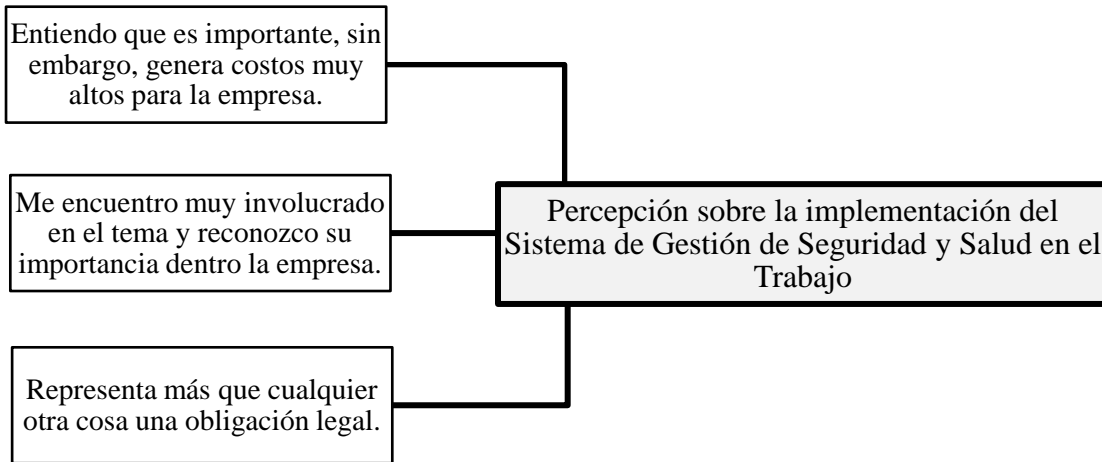 Entiendo que es importante, sin
embargo, genera costos muy
altos para la empresa.
Me encuentro muy involucrado
en el tema y reconozco su
importancia dentro la empresa.
Percepción sobre la implementación del
Sistema de Gestión de Seguridad y Salud en el
Trabajo
Representa más que cualquier
otra cosa una obligación legal.